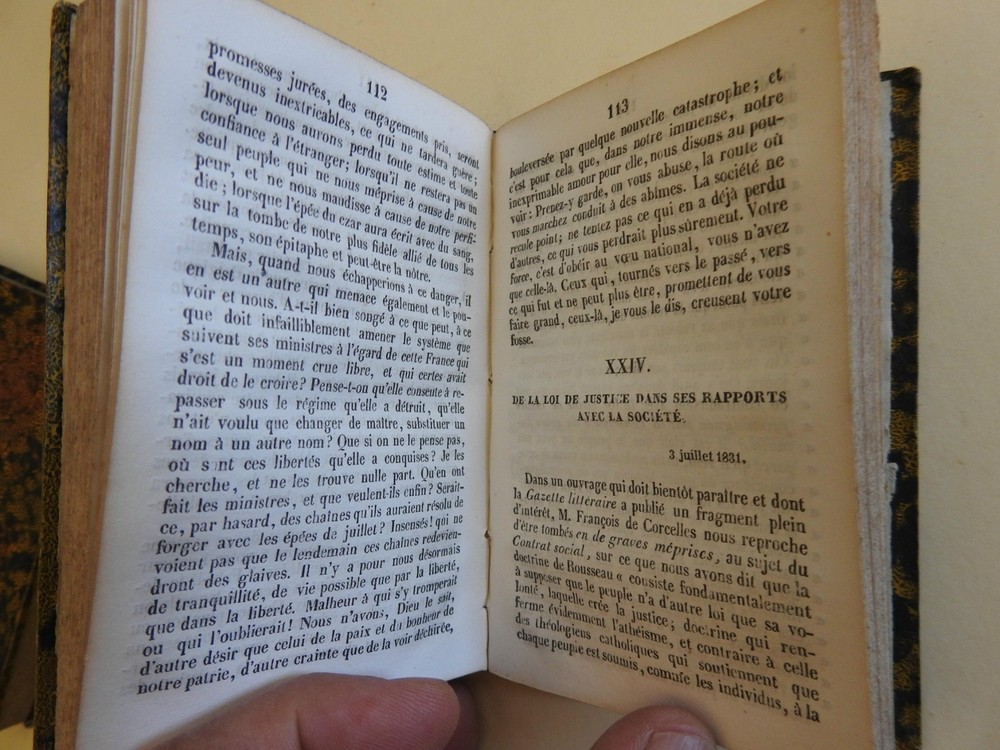 112
promesses jurées, des engagements pris, seront
devenus inextricables, ce qui ne tardera guère;
lorsque nous aurons perdu toute estime et toute
confiance à l'étranger; lorsqu'il ne restera pas un
seul peuple qui ne nous méprise à cause de notre
peur, et ne nous maudisse à cause de notre perfi-
die; lorsque l'épée du czar aura écrit avec du sang,
sur la tombe de notre plus fidèle allié de tous les
temps, son épitaphe et peut-être la nôtre.
Mais, quand nous échapperions à ce danger, il
en est un autre qui menace également et le pou-
voir et nous. A-t-il bien songé à ce que peut, à ce
que doit infailliblement amener le système que
suivent ses ministres à l'égard de cette France qui
s'est un moment crue libre, et qui certes avait
droit de le croire? Pense-t-on qu'elle consente à re-
passer sous le régime qu'elle a détruit, qu'elle
n'ait voulu que changer de maître, substituer un
nom à un autre nom? Que si on ne le pense pas,
où sont ces libertés qu'elle a conquises? Je les
cherche, et ne les trouve nulle part. Qu'en ont
fait les ministres, et que veulent-ils enfin? Serait-
ce, par hasard, des chaînes qu'ils auraient résolu de
forger avec les épées de juillet? Insensés! qui ne
voient pas que le lendemain ces chaînes redevien-
dront des glaives. Il n'y a pour nous désormais
de tranquillité, de vie possible que par la liberté,
que dans la liberté. Malheur à qui s'y tromperait
ou qui l'oublierait! Nous n'avons, Dieu le sait,
d'autre désir que celui de la paix et du bonheur de
notre patrie, d'autre crainte que de la voir déchirée,
113
bouleversée par quelque nouvelle catastrophe; et
c'est pour cela que, dans notre immense, notre
inexprimable amour pour elle, nous disons au pou-
voir: Prenez-y garde, on vous abuse, la route où
vous marchez conduit à des abîmes. La société ne
recule point; ne tentez pas ce qui en a déjà perdu
d'autres, ce qui vous perdrait plus sûrement. Votre
force, c'est d'obéir au vœu national, vous n'avez
que celle-là. Ceux qui, tournés vers le passé, vers
ce qui fut et ne peut plus être, promettent de vous
faire grand, ceux-là, je vous le dis, creusent votre
fosse.
XXIV.
DE LA LOI DE JUSTICE DANS SES RAPPORTS
AVEC LA SOCIÉTÉ.
3 juillet 1831.
Dans un ouvrage qui doit bientôt paraître et dont
la Gazette littéraire a publié un fragment plein
d'intérêt, M. François de Corcelles nous reproche
d'être tombés en de graves méprises, au sujet du
Contrat social, sur ce que nous avons dit que la
doctrine de Rousseau « consiste fondamentalement
à supposer que le peuple n'a d'autre loi que sa vo-
lonté, laquelle crée la justice; doctrine qui ren-
ferme évidemment l'athéisme, et contraire à celle
des théologiens catholiques qui soutiennent que
chaque peuple est soumis, comme les individus, à la